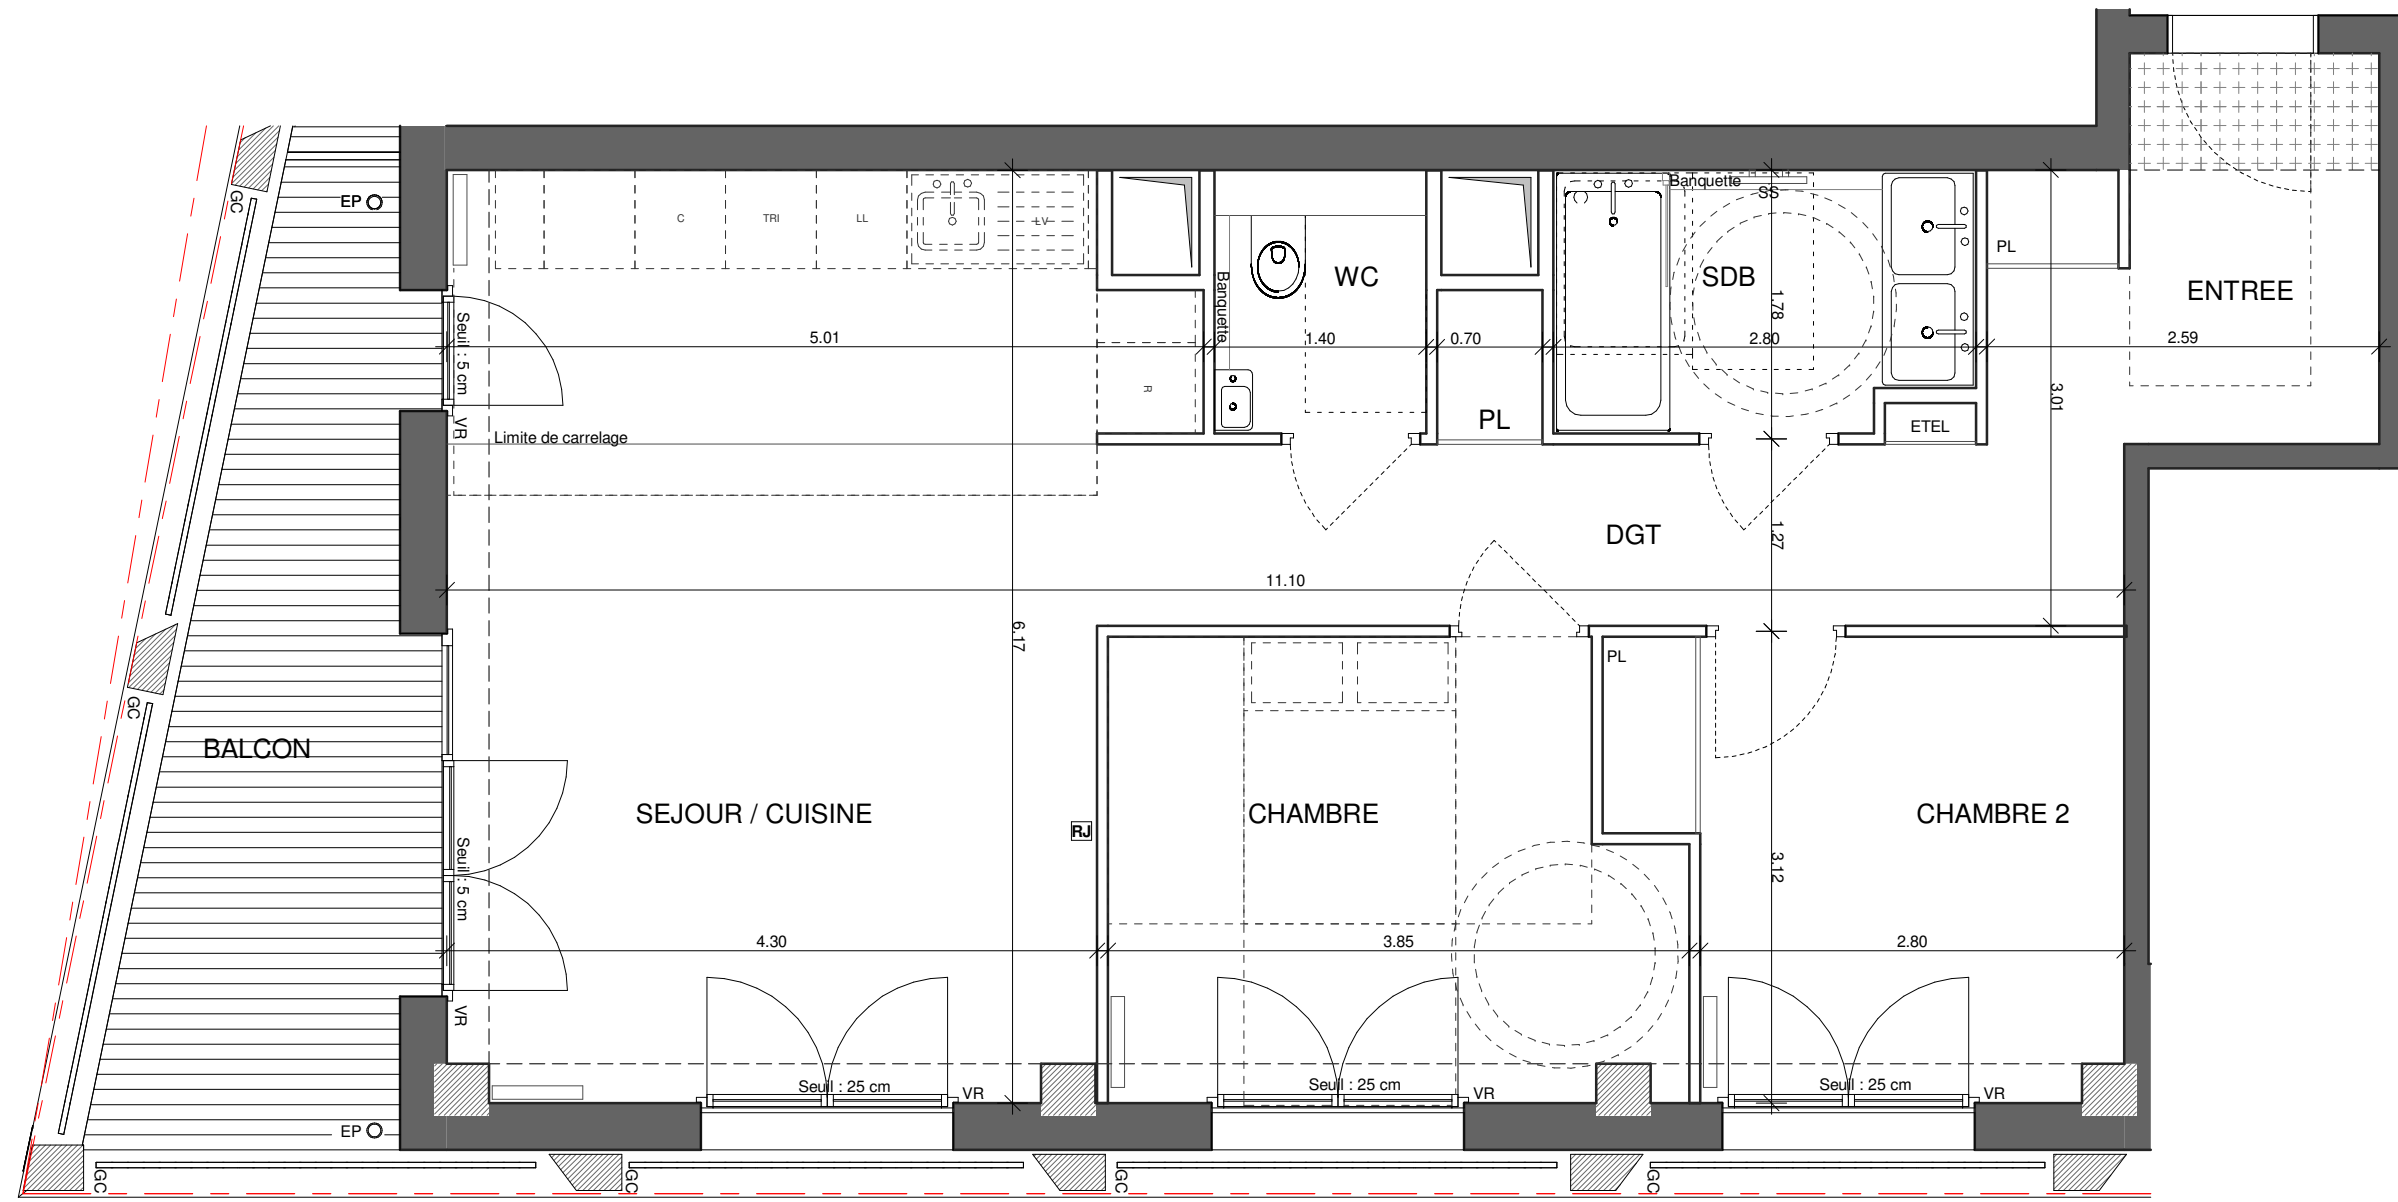 EP
GC
C
TRI
LL
LV
Banquette
SS
WC
SDB
PL
ENTREE
Banquette
1.78
Seuil : 5 cm
5.01
1.40
0.70
2.80
2.59
R
3.01
VR
Limite de carrelage
PL
ETEL
DGT
1.27
11.10
6.17
PL
GC
BALCON
SEJOUR / CUISINE
RJ
CHAMBRE
CHAMBRE 2
Seuil : 5 cm
3.12
4.30
3.85
2.80
VR
Seuil : 25 cm
VR
Seuil : 25 cm
VR
Seuil : 25 cm
VR
EP
GC
GC
GC
GC